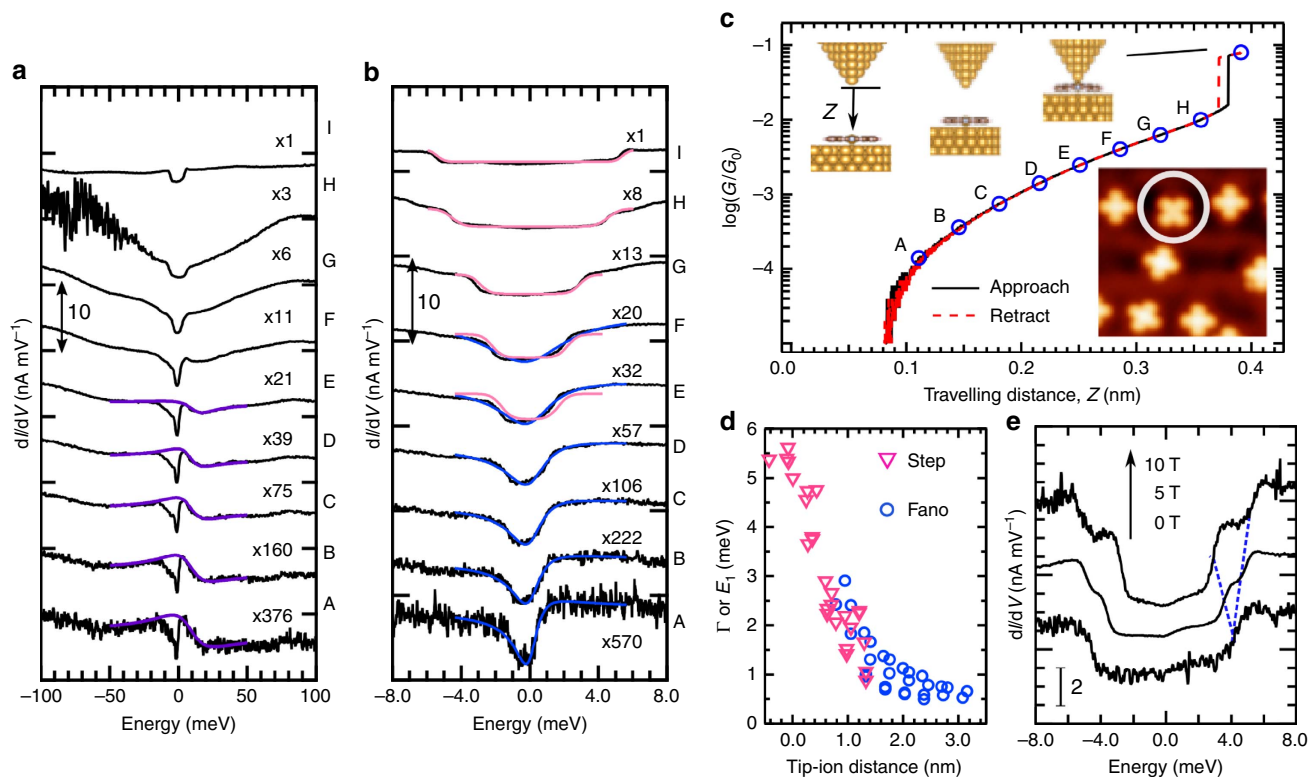 a
x1
x3
x6
x11
x21
x39
x75
x160
x376
10
I
H
G
F
E
D
C
B
A
dI/dV (nA mV⁻¹)
–100
–50
0
50
100
Energy (meV)
b
x1
x8
x13
x20
x32
x57
x106
x222
x570
10
I
H
G
F
E
D
C
B
A
dI/dV (nA mV⁻¹)
–8.0
–4.0
0.0
4.0
8.0
Energy (meV)
c
–1
–2
–3
–4
log(G/G₀)
Z
A
B
C
D
E
F
G
H
Approach
Retract
0.0
0.1
0.2
0.3
0.4
Travelling distance, Z (nm)
d
6
5
4
3
2
1
0
Γ or E₁ (meV)
Step
Fano
0.0
1.0
2.0
3.0
Tip-ion distance (nm)
e
10 T
5 T
0 T
2
dI/dV (nA mV⁻¹)
–8.0
–4.0
0.0
4.0
8.0
Energy (meV)